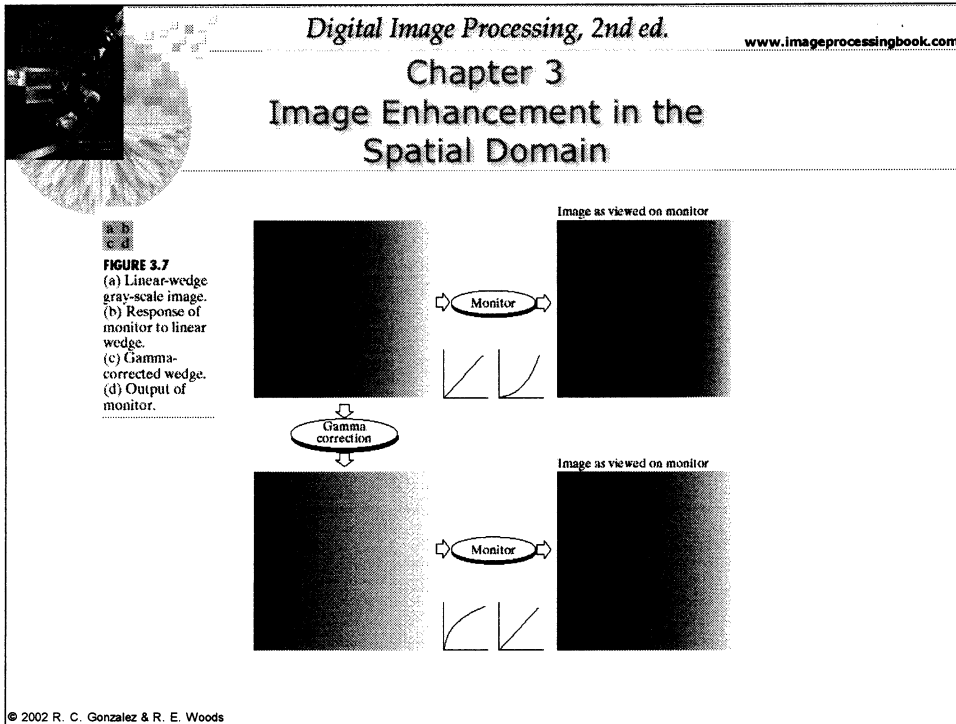 Digital Image Processing, 2nd ed.
www.imageprocessingbook.com
Chapter 3
Image Enhancement in the
Spatial Domain
a b
c d
FIGURE 3.7
(a) Linear-wedge
gray-scale image.
(b) Response of
monitor to linear
wedge.
(c) Gamma-
corrected wedge.
(d) Output of
monitor.
Image as viewed on monitor
Monitor
Gamma
correction
Image as viewed on monitor
Monitor
© 2002 R. C. Gonzalez & R. E. Woods